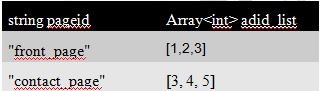 string pageid Array<int> adid_list
"front_page" [1,2,3]
"contact_page" [3, 4, 5]